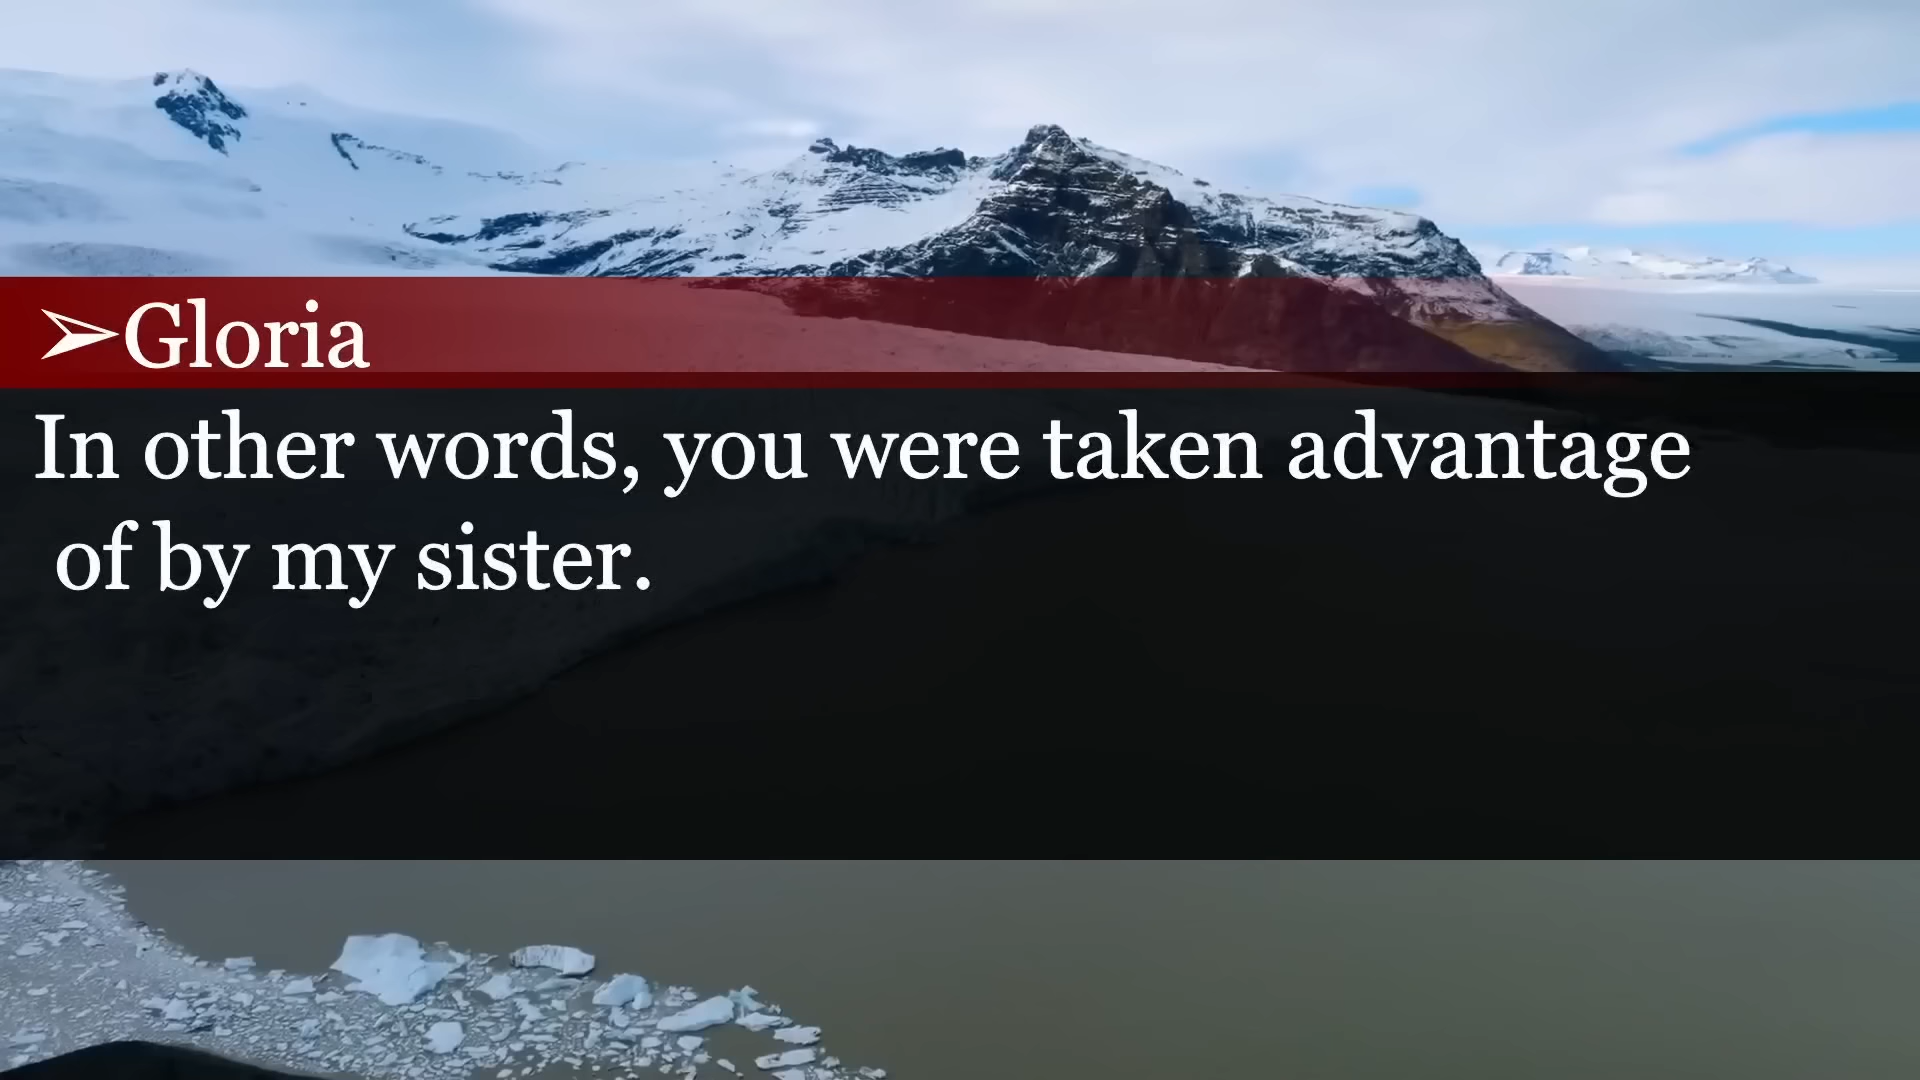 ➢Gloria
In other words, you were taken advantage
of by my sister.